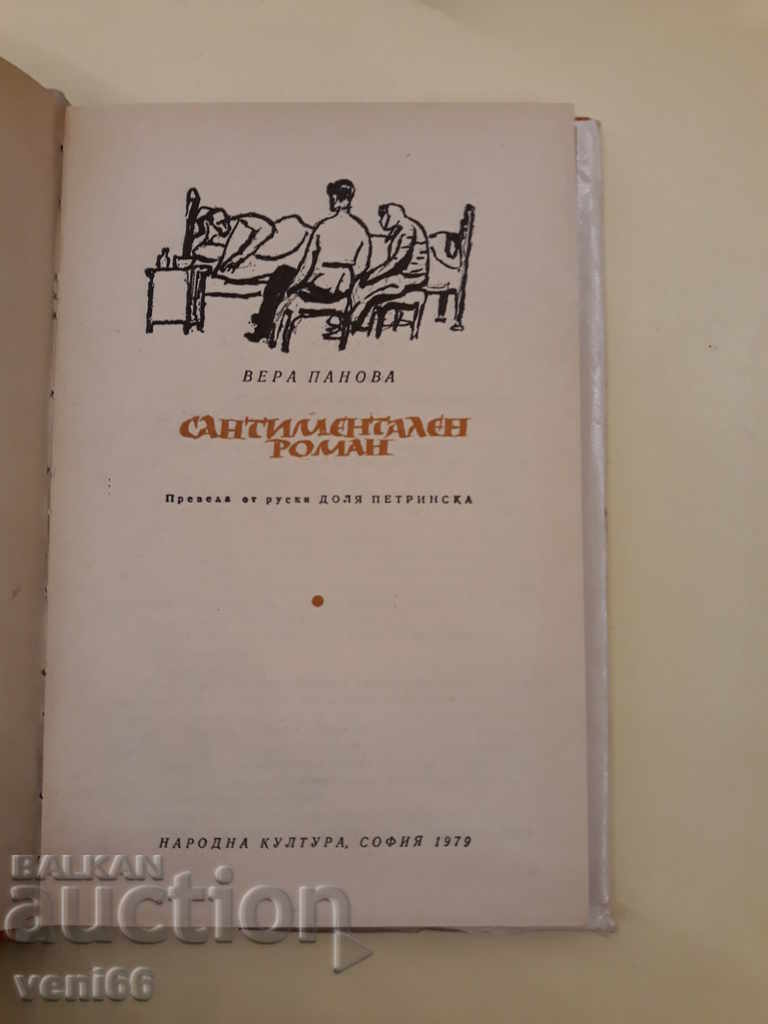 ВЕРА ПАНОВА
САНТИМЕНТАЛЕН
РОМАН
Превела от руски ДОЛЯ ПЕТРИНСКА
НАРОДНА КУЛТУРА, СОФИЯ 1979
BALKAN
auction
veni66